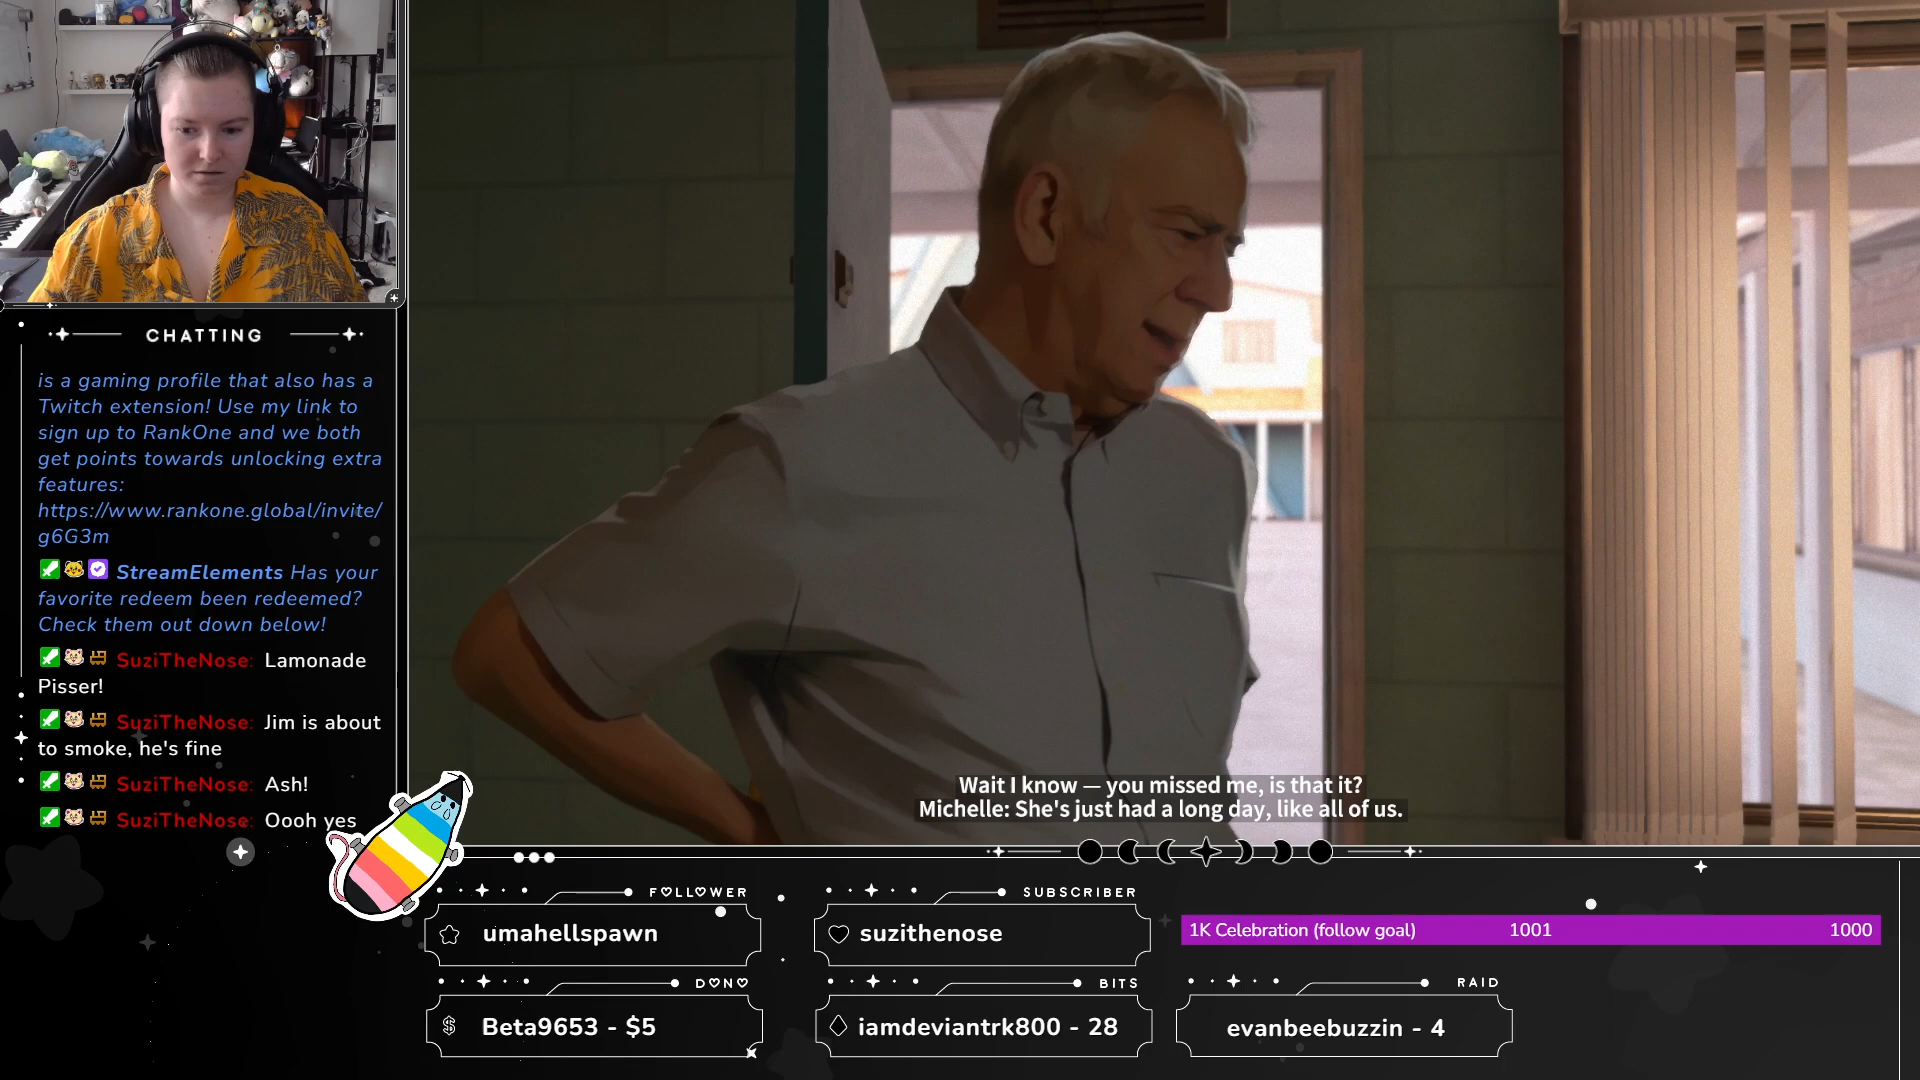 CHATTING
is a gaming profile that also has a
Twitch extension! Use my link to
sign up to RankOne and we both
get points towards unlocking extra
features:
https://www.rankone.global/invite/
g6G3m
StreamElements Has your
favorite redeem been redeemed?
Check them out down below!
SuziTheNose: Lamonade
Pisser!
SuziTheNose: Jim is about
to smoke, he's fine
SuziTheNose: Ash!
SuziTheNose: Oooh yes
Wait I know — you missed me, is that it?
Michelle: She's just had a long day, like all of us.
FOLLOWER
umahellspawn
SUBSCRIBER
suzithenose
1K Celebration (follow goal) 1001 1000
DONO
Beta9653 - $5
BITS
iamdeviantrk800 - 28
RAID
evanbeebuzzin - 4